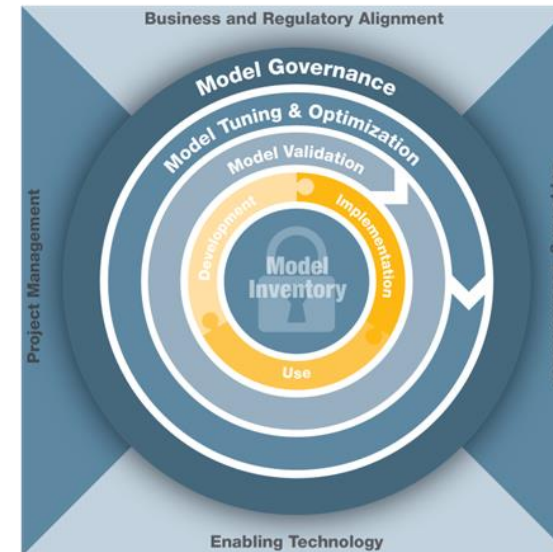 Business and Regulatory Alignment
Model Governance
Model Tuning & Optimization
Model Validation
Development
Implementation
Model
Inventory
Use
Project Management
Enabling Technology